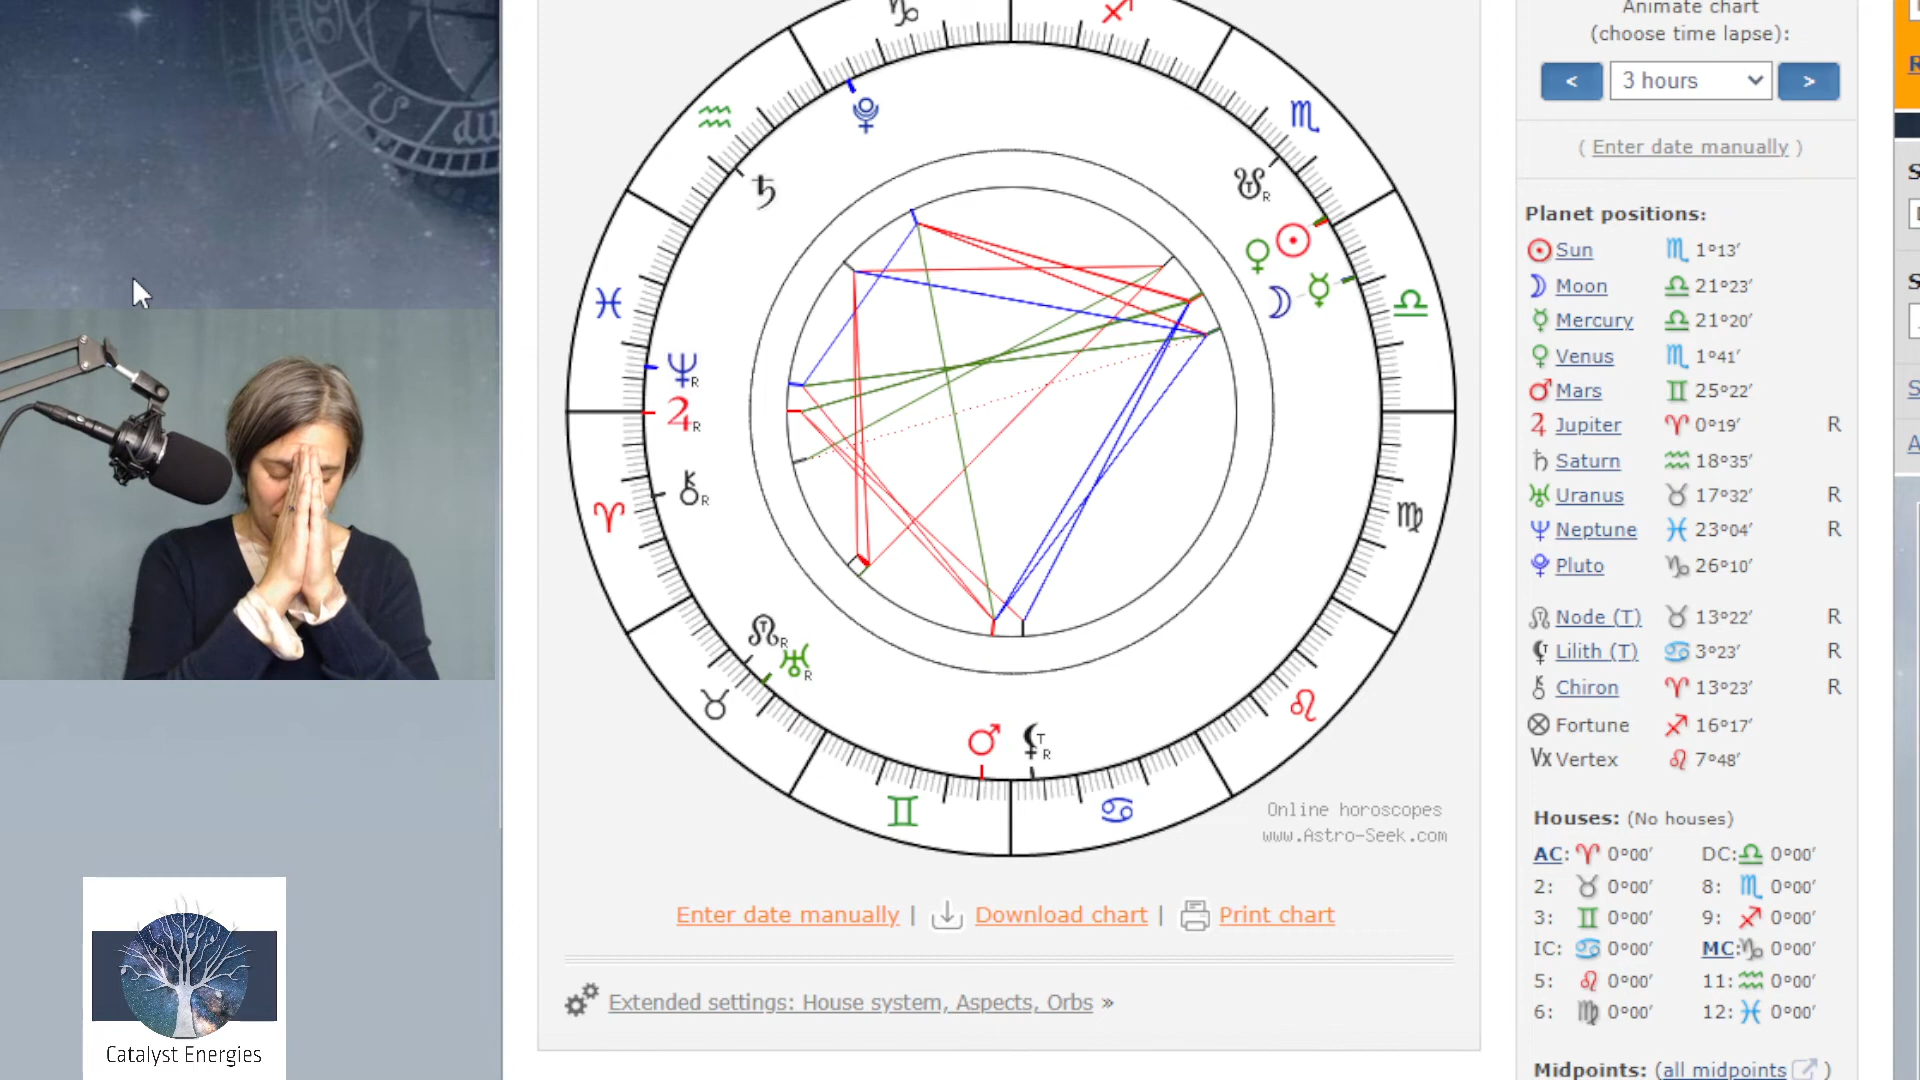 Animate chart
(choose time lapse):
< 3 hours >
( Enter date manually )
Planet positions:
☉ Sun ♏ 1°13’
☽ Moon ♎ 21°23’
☿ Mercury ♎ 21°20’
♀ Venus ♏ 1°41’
♂ Mars ♊ 25°22’
♃ Jupiter ♈ 0°19’ R
♄ Saturn ♒ 18°35’
♅ Uranus ♉ 17°32’ R
♆ Neptune ♓ 23°04’ R
Pluto ♑ 26°10’
Node (T) ♉ 13°22’ R
Lilith (T) ♋ 3°23’ R
Chiron ♈ 13°23’ R
Fortune ♐ 16°17’
Vx Vertex ♌ 7°48’
Houses: (No houses)
AC: ♈ 0°00’ DC: ♎ 0°00’
2: ♉ 0°00’ 8: ♏ 0°00’
3: ♊ 0°00’ 9: ♐ 0°00’
IC: ♋ 0°00’ MC: ♑ 0°00’
5: ♌ 0°00’ 11: ♒ 0°00’
6: ♍ 0°00’ 12: ♓ 0°00’
Midpoints: (all midpoints )
Online horoscopes
www.Astro-Seek.com
Enter date manually | Download chart | Print chart
Extended settings: House system, Aspects, Orbs »
Catalyst Energies